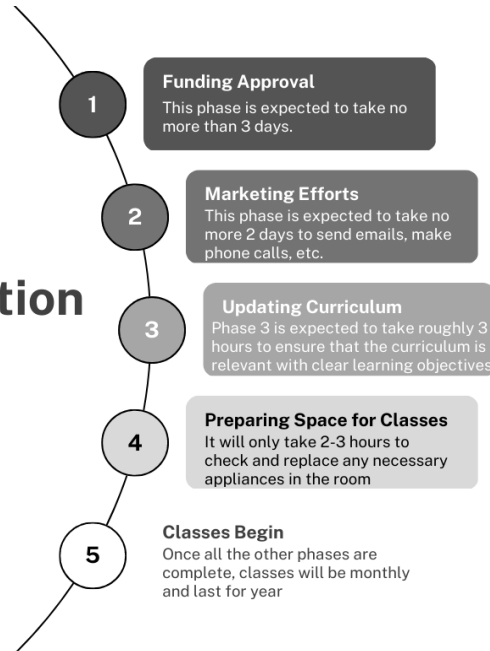 1
Funding Approval
This phase is expected to take no
more than 3 days.
2
Marketing Efforts
This phase is expected to take no
more 2 days to send emails, make
phone calls, etc.
tion
3
Updating Curriculum
Phase 3 is expected to take roughly 3
hours to ensure that the curriculum is
relevant with clear learning objectives
4
Preparing Space for Classes
It will only take 2-3 hours to
check and replace any necessary
appliances in the room
5
Classes Begin
Once all the other phases are
complete, classes will be monthly
and last for year